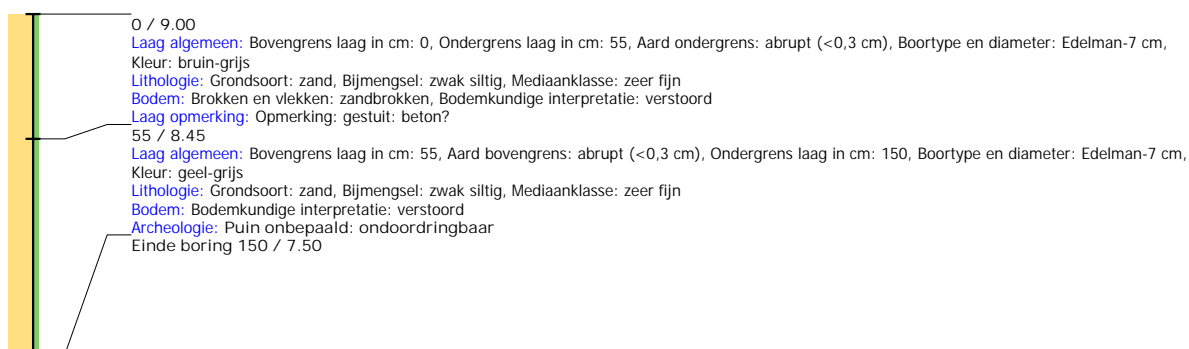 0 / 9.00
Laag algemeen: Bovengrens laag in cm: 0, Ondergrens laag in cm: 55, Aard ondergrens: abrupt (<0,3 cm), Boortype en diameter: Edelman-7 cm,
Kleur: bruin-grijs
Lithologie: Grondsoort: zand, Bijmengsel: zwak siltig, Mediaanklasse: zeer fijn
Bodem: Brokken en vlekken: zandbrokken, Bodemkundige interpretatie: verstoord
Laag opmerking: Opmerking: gestuit: beton?
55 / 8.45
Laag algemeen: Bovengrens laag in cm: 55, Aard bovengrens: abrupt (<0,3 cm), Ondergrens laag in cm: 150, Boortype en diameter: Edelman-7 cm,
Kleur: geel-grijs
Lithologie: Grondsoort: zand, Bijmengsel: zwak siltig, Mediaanklasse: zeer fijn
Bodem: Bodemkundige interpretatie: verstoord
Archeologie: Puin onbepaald: ondoordringbaar
Einde boring 150 / 7.50